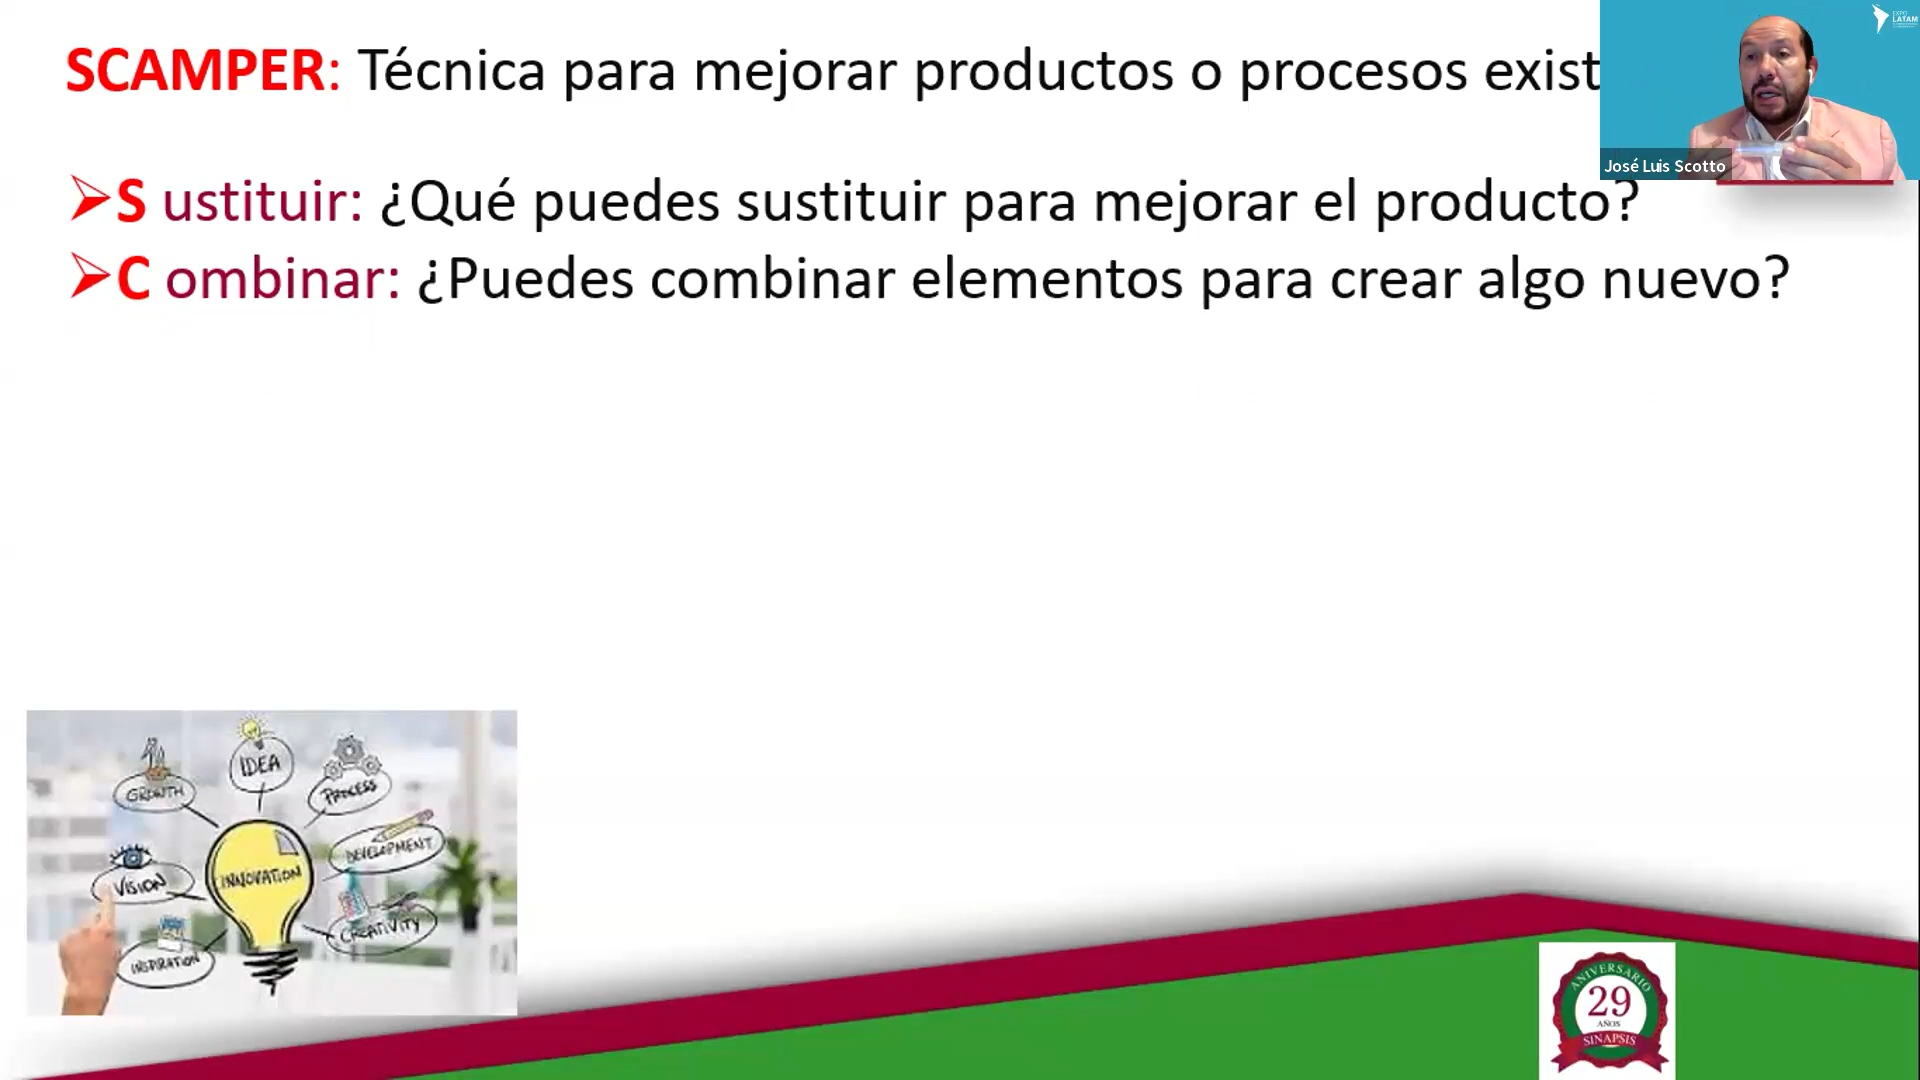 SCAMPER: Técnica para mejorar productos o procesos exist
EXPO
LATAM
José Luis Scotto
S ustituir: ¿Qué puedes sustituir para mejorar el producto?
C ombinar: ¿Puedes combinar elementos para crear algo nuevo?
IDEA
GROWTH
PROCESS
DEVELOPMENT
VISION
INNOVATION
CREATIVITY
INSPIRATION
ANIVERSARIO
29
AÑOS
SINAPSIS